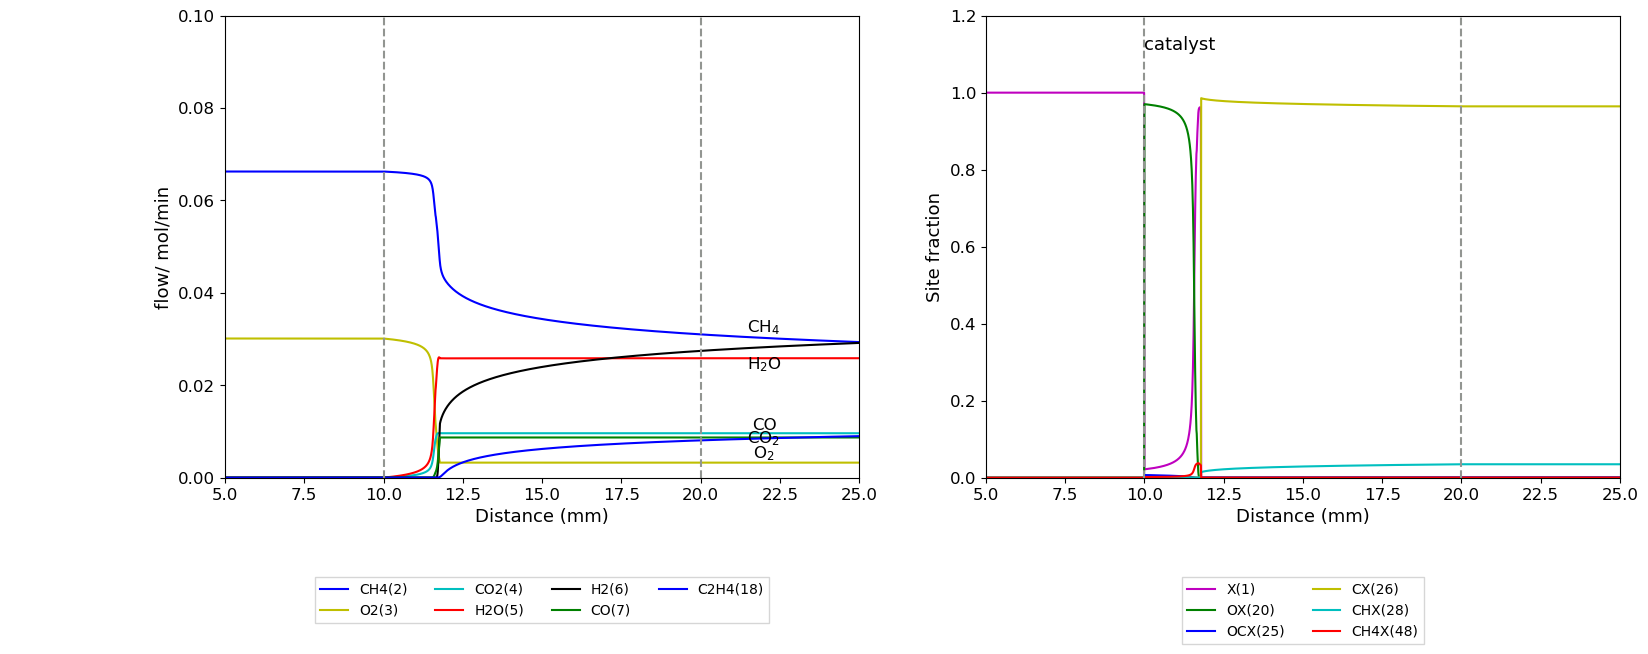 0.10
0.08
0.06
0.04
0.02
0.00
flow/ mol/min
CH4
H2O
CO
CO2
O2
5.0 7.5 10.0 12.5 15.0 17.5 20.0 22.5 25.0
Distance (mm)
CH4(2) CO2(4) H2(6) C2H4(18)
O2(3) H2O(5) CO(7)
1.2
1.0
0.8
0.6
0.4
0.2
0.0
Site fraction
catalyst
5.0 7.5 10.0 12.5 15.0 17.5 20.0 22.5 25.0
Distance (mm)
X(1) CX(26)
OX(20) CHX(28)
OCX(25) CH4X(48)